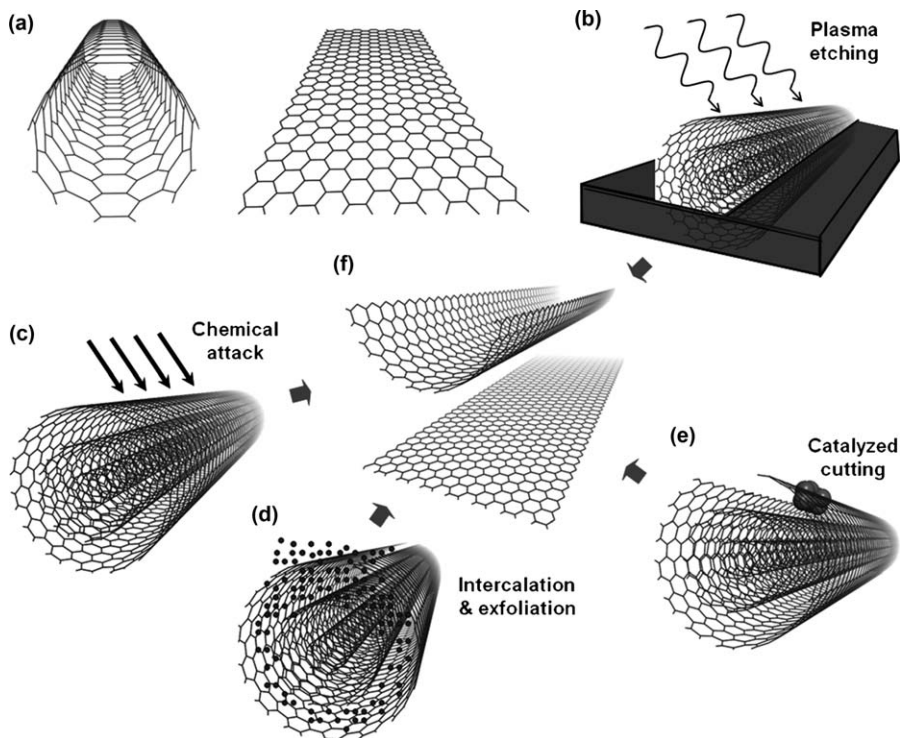 (a)
(b)
Plasma
etching
(f)
(c)
Chemical
attack
(e)
Catalyzed
cutting
(d)
Intercalation
& exfoliation